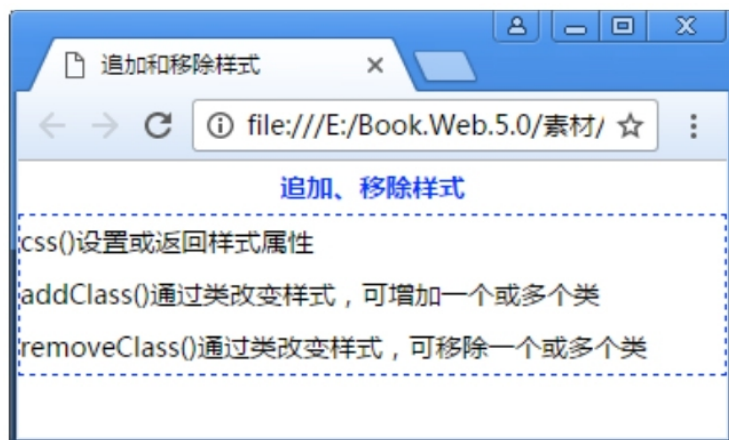 追加和移除样式
file:///E:/Book.Web.5.0/素材/
追加、移除样式
css()设置或返回样式属性
addClass()通过类改变样式，可增加一个或多个类
removeClass()通过类改变样式，可移除一个或多个类